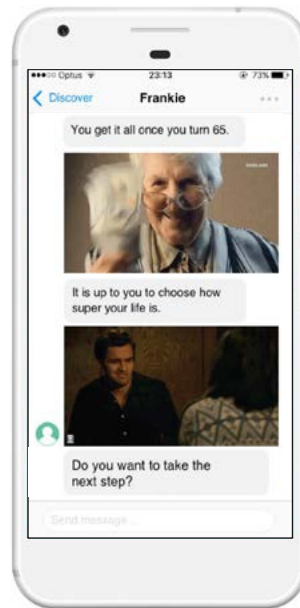 Optus 23:13 73%
Discover Frankie
You get it all once you turn 65.
It is up to you to choose how
super your life is.
Do you want to take the
next step?
Send message ...